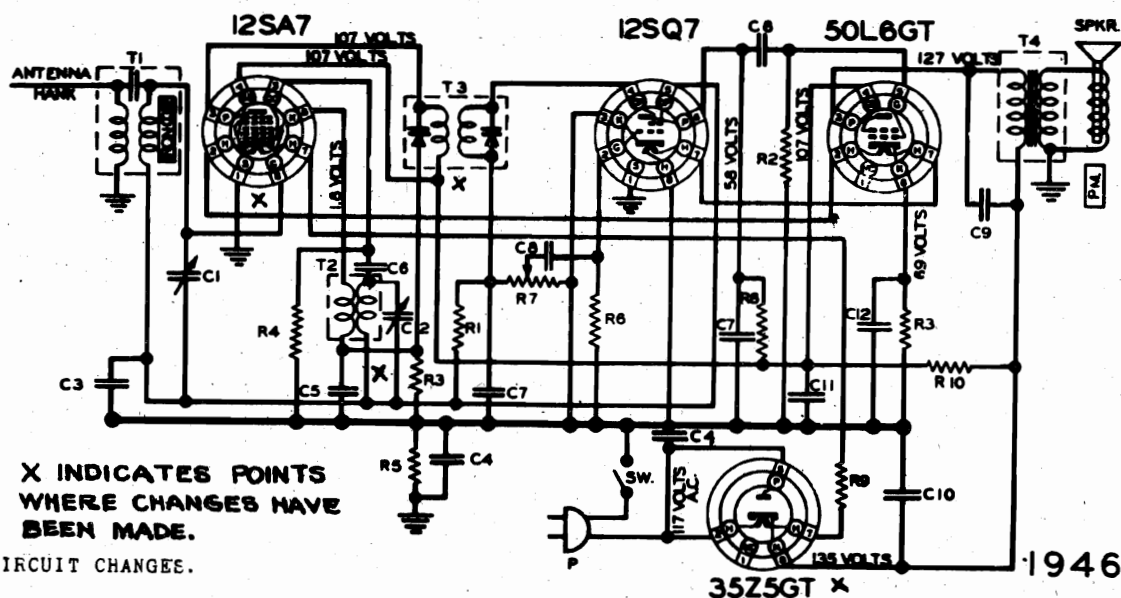 12SA7
12SQ7
50L6GT
SPKR.
T1
107 VOLTS
107 VOLTS
C8
127 VOLTS
T4
ANTENNA
HANK
T3
1.8 VOLTS
58 VOLTS
R2
107 VOLTS
P.M.
X
X
C9
C1
T2
C6
C8
R7
69 VOLTS
R4
C2
R1
R6
C7
R8
C12
R3
C3
C5
X
R3
C7
C11
R10
R5
C4
C4
SW.
117 VOLTS
A.C.
R9
C10
X INDICATES POINTS
WHERE CHANGES HAVE
BEEN MADE.
P
135 VOLTS
IRCUIT CHANGES.
35Z5GT X
1946